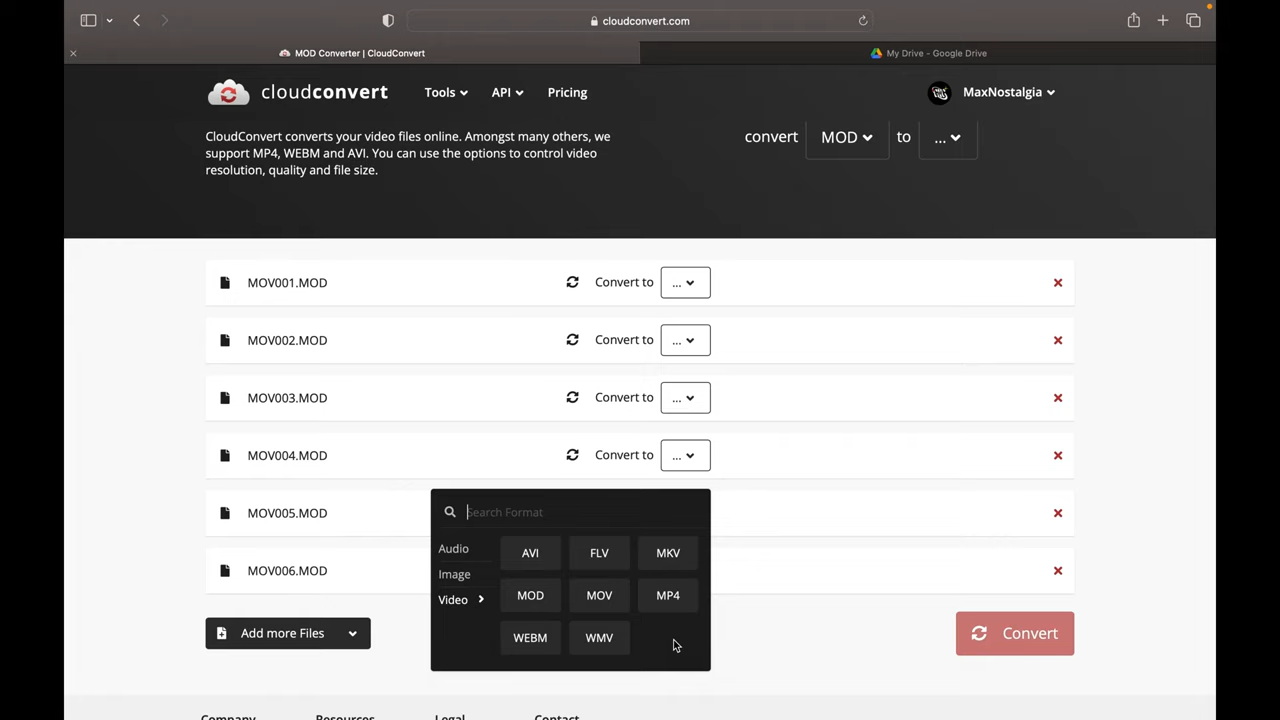 cloudconvert.com
MOD Converter | CloudConvert
My Drive - Google Drive
cloudconvert
Tools
API
Pricing
MaxNostalgia
CloudConvert converts your video files online. Amongst many others, we
support MP4, WEBM and AVI. You can use the options to control video
resolution, quality and file size.
convert MOD to ...
MOV001.MOD Convert to ...
MOV002.MOD Convert to ...
MOV003.MOD Convert to ...
MOV004.MOD Convert to ...
MOV005.MOD
MOV006.MOD
Search Format
Audio
Image
Video
AVI FLV MKV
MOD MOV MP4
WEBM WMV
Add more Files
Convert
Company Resources Legal Contact